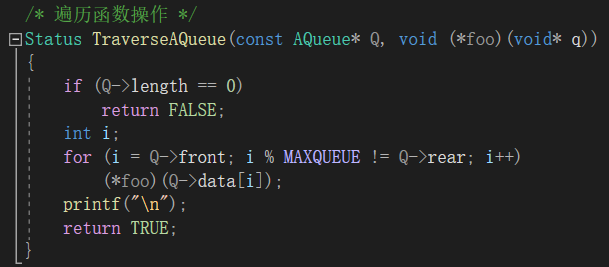 /* 遍历函数操作 */
Status TraverseAQueue(const AQueue* Q, void (*foo)(void* q))
{
    if (Q->length == 0)
        return FALSE;
    int i;
    for (i = Q->front; i % MAXQUEUE != Q->rear; i++)
        (*foo)(Q->data[i]);
    printf("\n");
    return TRUE;
}